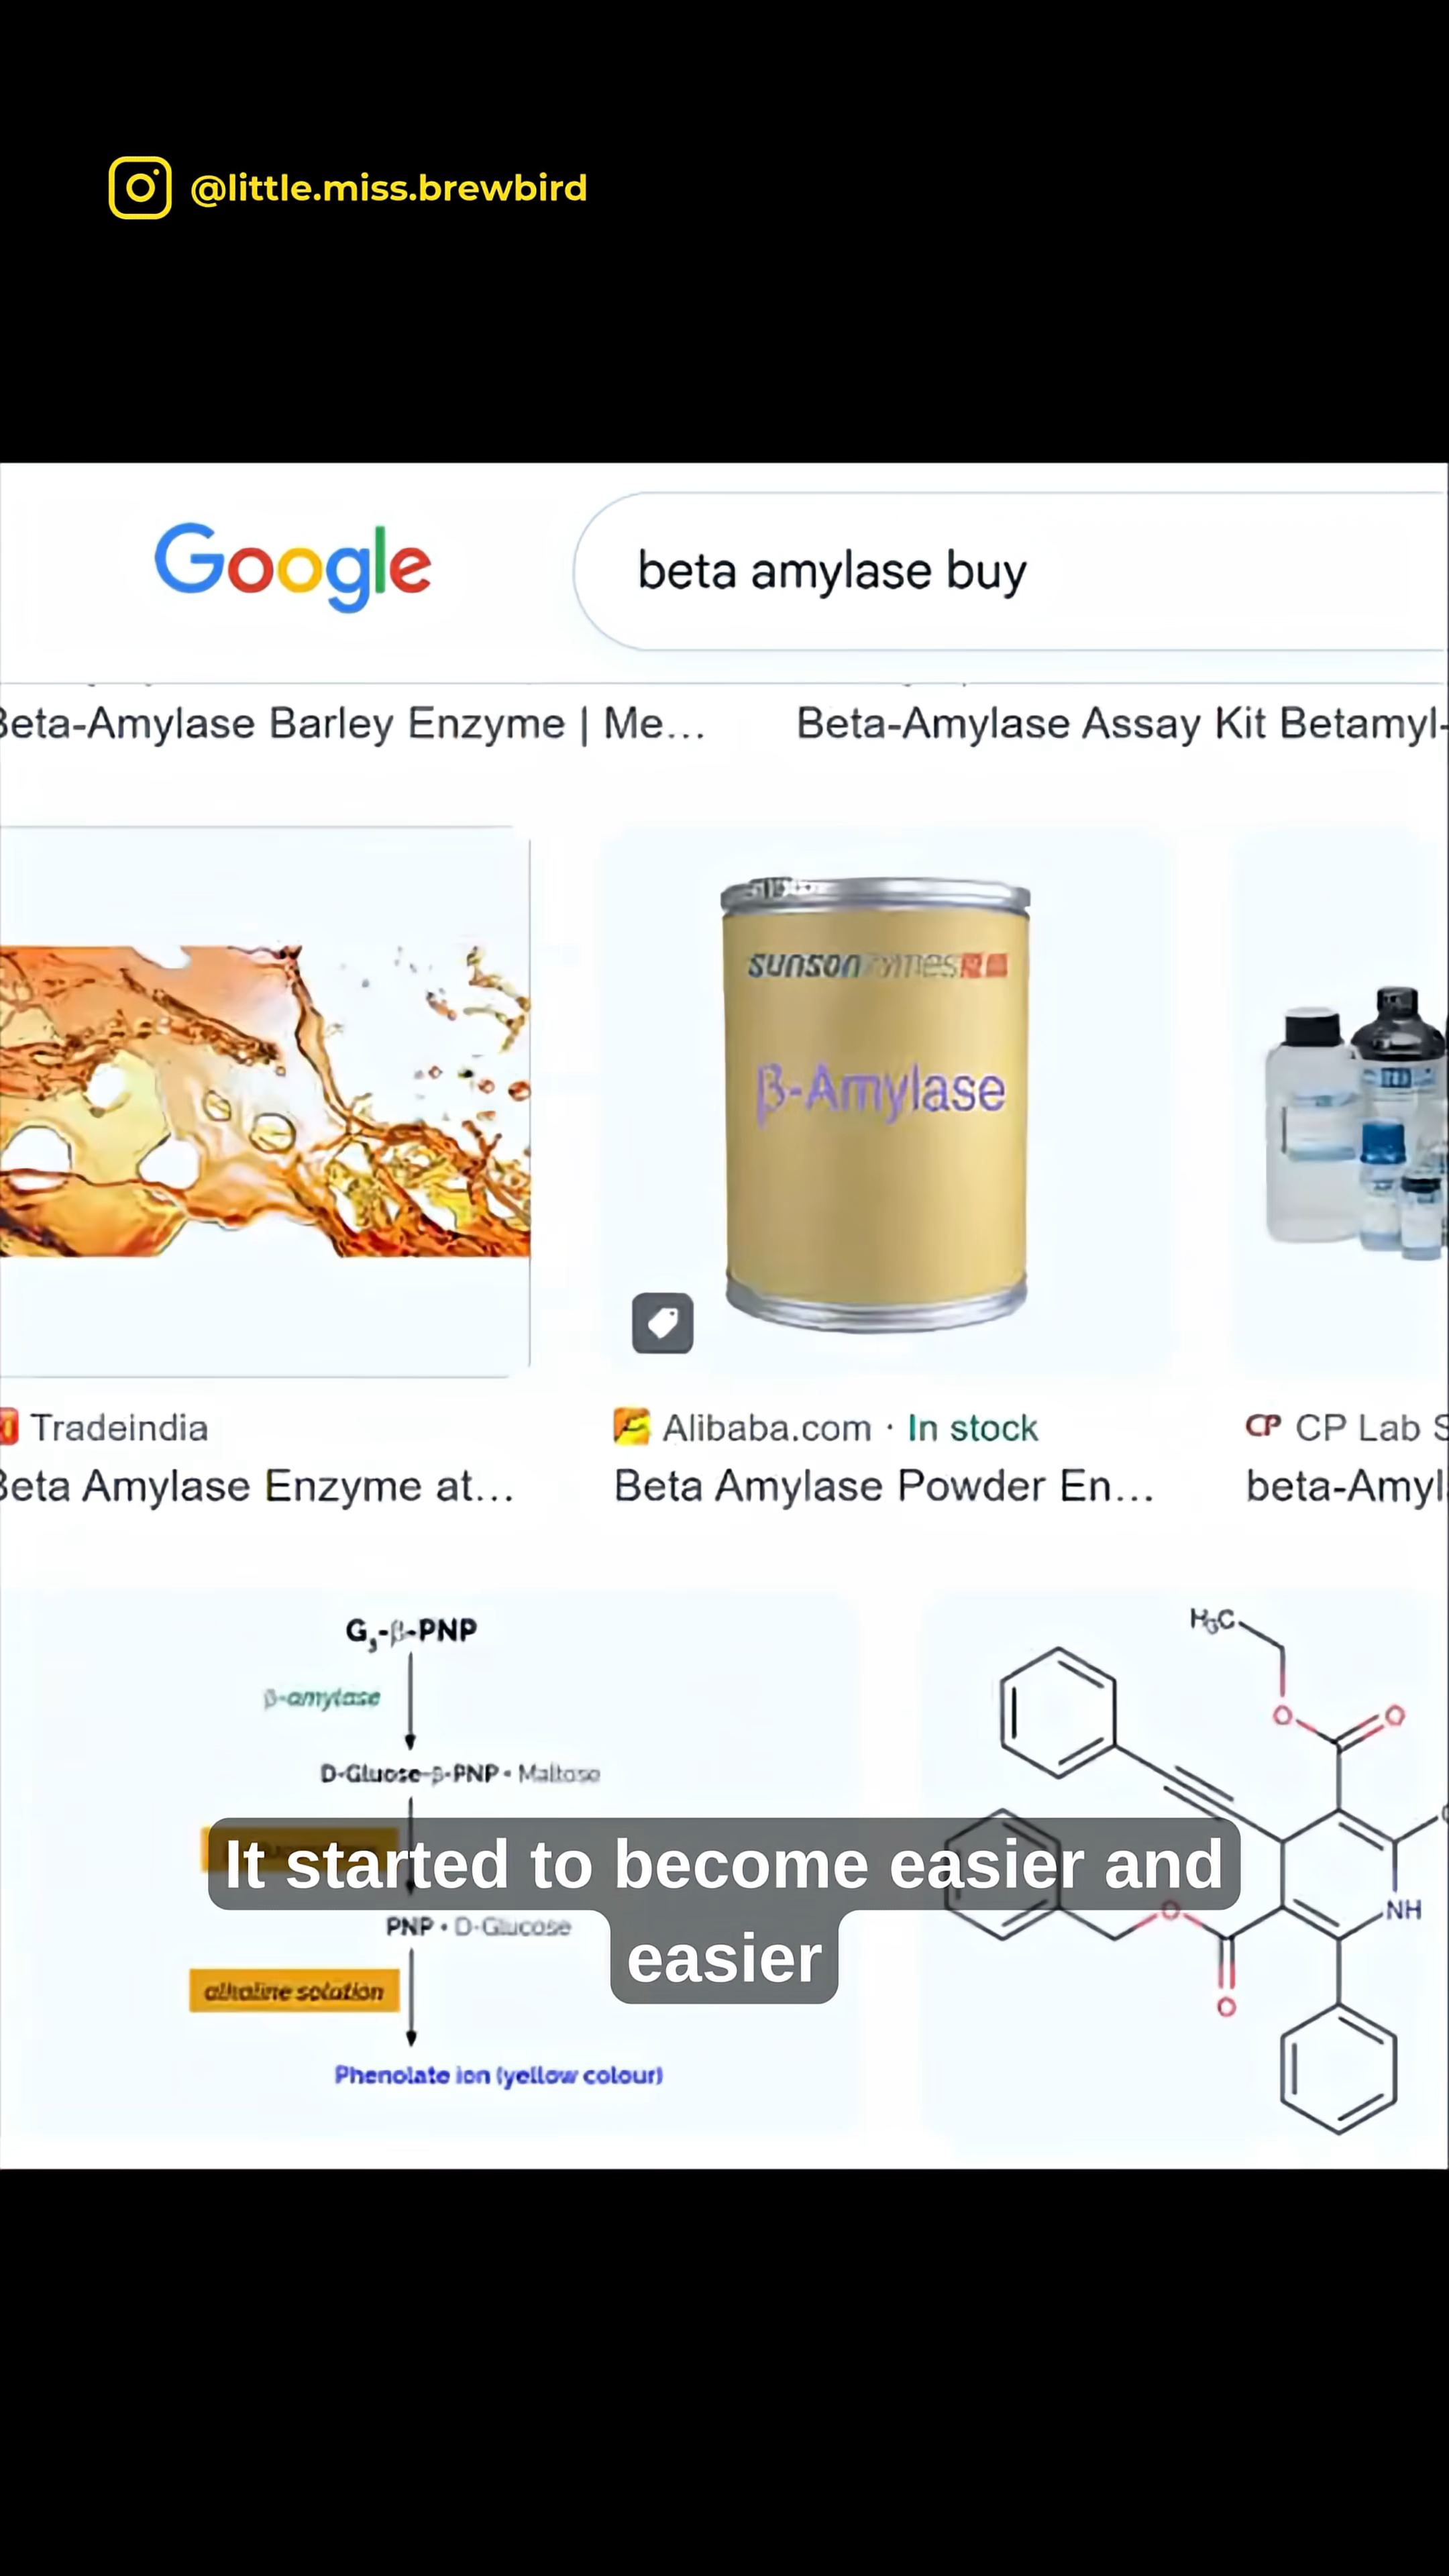 @little.miss.brewbird
Google
beta amylase buy
Beta-Amylase Barley Enzyme | Me...
Beta-Amylase Assay Kit Betamyl-
sunson
β-Amylase
Tradeindia
Beta Amylase Enzyme at...
Alibaba.com · In stock
Beta Amylase Powder En...
CP CP Lab S
beta-Amyl
G₃-β-PNP
β-amylase
D-Glucose-β-PNP + Maltose
PNP + D-Glucose
alkaline solution
Phenolate ion (yellow colour)
H₃C
O
O
NH
O
O
It started to become easier and
easier